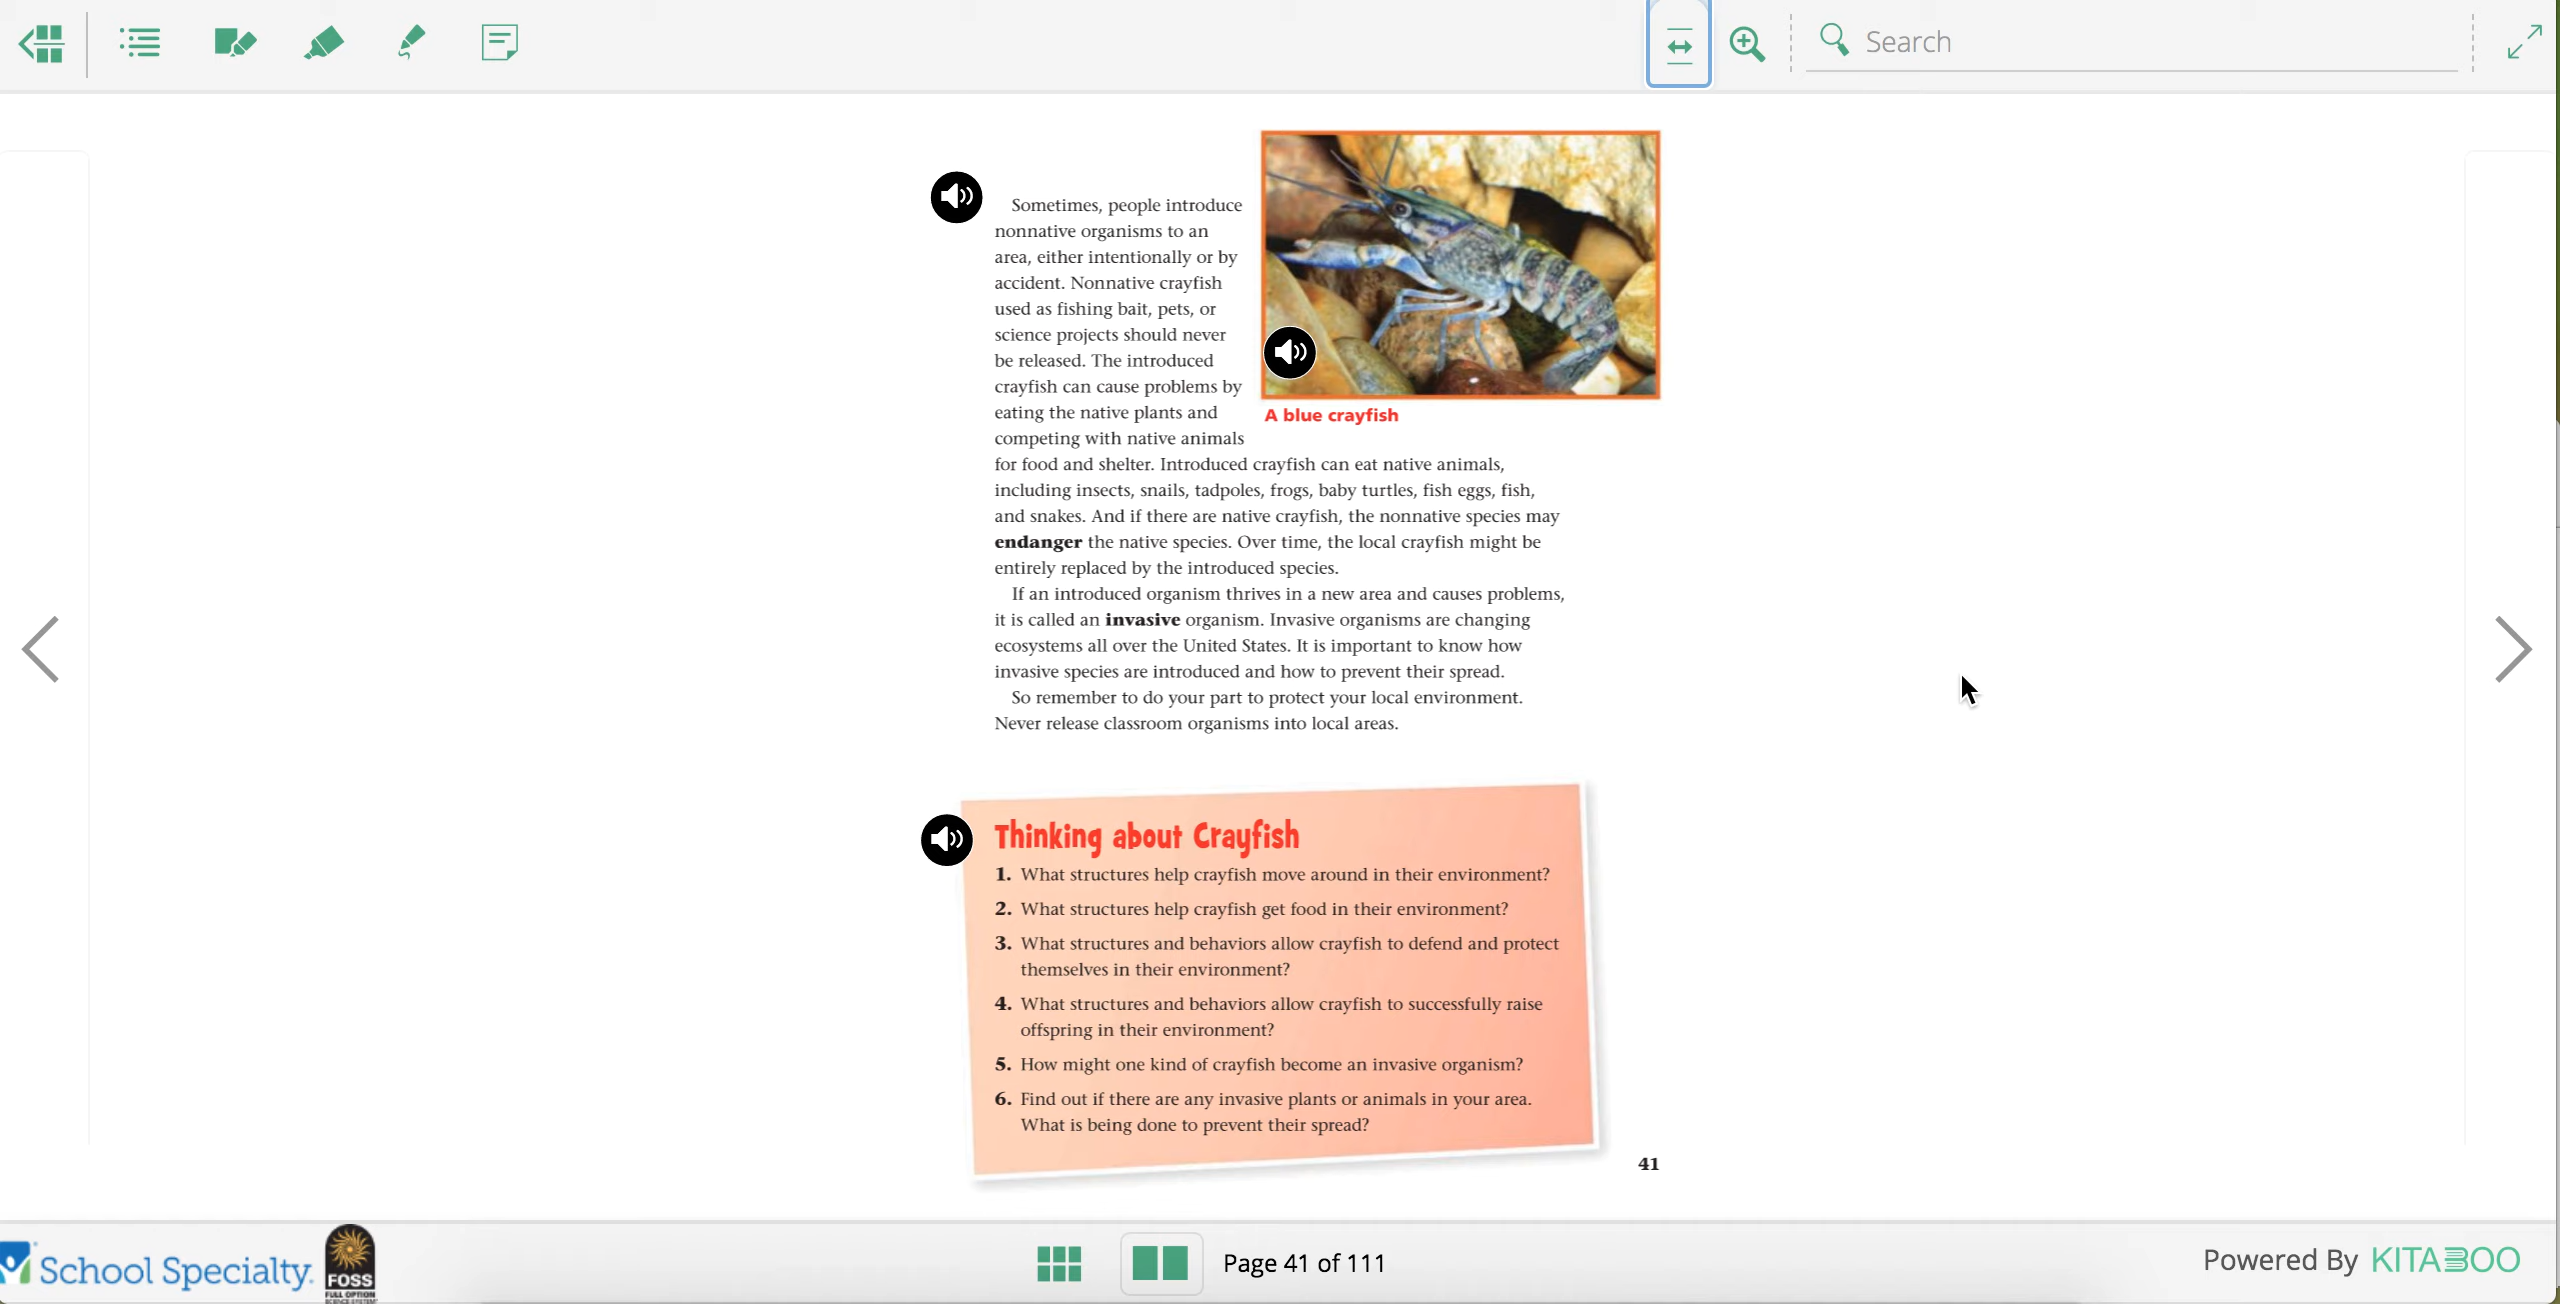 Search
Sometimes, people introduce
nonnative organisms to an
area, either intentionally or by
accident. Nonnative crayfish
used as fishing bait, pets, or
science projects should never
be released. The introduced
crayfish can cause problems by
eating the native plants and
competing with native animals
for food and shelter. Introduced crayfish can eat native animals,
including insects, snails, tadpoles, frogs, baby turtles, fish eggs, fish,
and snakes. And if there are native crayfish, the nonnative species may
endanger the native species. Over time, the local crayfish might be
entirely replaced by the introduced species.
A blue crayfish
If an introduced organism thrives in a new area and causes problems,
it is called an invasive organism. Invasive organisms are changing
ecosystems all over the United States. It is important to know how
invasive species are introduced and how to prevent their spread.
So remember to do your part to protect your local environment.
Never release classroom organisms into local areas.
Thinking about Crayfish
1. What structures help crayfish move around in their environment?
2. What structures help crayfish get food in their environment?
3. What structures and behaviors allow crayfish to defend and protect
themselves in their environment?
4. What structures and behaviors allow crayfish to successfully raise
offspring in their environment?
5. How might one kind of crayfish become an invasive organism?
6. Find out if there are any invasive plants or animals in your area.
What is being done to prevent their spread?
41
School Specialty.
FOSS
FULL OPTION
SCIENCE SYSTEM
Page 41 of 111
Powered By KITABOO